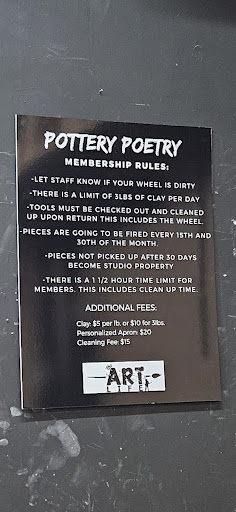 POTTERY POETRY
MEMBERSHIP RULES:
-LET STAFF KNOW IF YOUR WHEEL IS DIRTY
-THERE IS A LIMIT OF 3LBS OF CLAY PER DAY
-TOOLS MUST BE CHECKED OUT AND CLEANED
UP UPON RETURN THIS INCLUDES THE WHEEL.
-PIECES ARE GOING TO BE FIRED EVERY 15TH AND
30TH OF THE MONTH.
-PIECES NOT PICKED UP AFTER 30 DAYS
BECOME STUDIO PROPERTY
-THERE IS A 1 1/2 HOUR TIME LIMIT FOR
MEMBERS. THIS INCLUDES CLEAN UP TIME.
ADDITIONAL FEES:
Clay: $5 per lb. or $10 for 3lbs.
Personalized Apron: $20
Cleaning Fee: $15
ART
LIFE